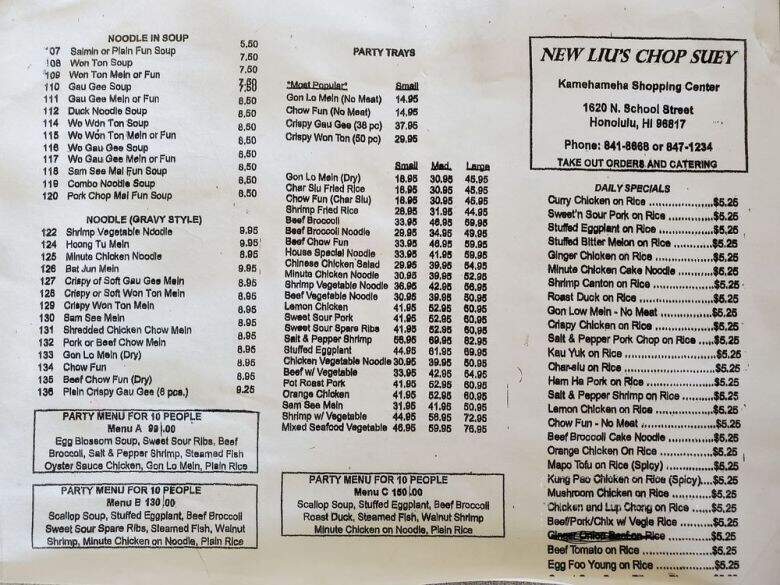 NOODLE IN SOUP
107 Saimin or Plain Fun Soup 5.50
108 Won Ton Soup 7.50
109 Won Ton Mein or Fun 7.50
110 Gau Gee Soup 7.50
111 Gau Gee Mein or Fun 8.50
112 Duck Noodle Soup 8.50
114 Wo Won Ton Soup 8.50
115 Wo Won Ton Mein or Fun 8.50
116 Wo Gau Gee Soup 8.50
117 Wo Gau Gee Mein or Fun 8.50
118 Sam See Mai Fun Soup 8.50
119 Combo Noodle Soup 8.50
120 Pork Chop Mai Fun Soup 8.50
NOODLE (GRAVY STYLE)
122 Shrimp Vegetable Noodle 9.95
124 Hoong Tu Mein 9.95
125 Minute Chicken Noodle 8.95
126 Bat Jun Mein 9.95
127 Crispy of Soft Gau Gee Mein 8.95
128 Crispy or Soft Won Ton Mein 8.95
129 Crispy Won Ton Mein 8.95
130 Sam See Mein 8.95
131 Shredded Chicken Chow Mein 8.95
132 Pork or Beef Chow Mein 8.95
133 Gon Lo Mein (Dry) 8.95
134 Chow Fun 8.95
135 Beef Chow Fun (Dry) 8.95
136 Plain Crispy Gau Gee (8 pcs.) 9.25
PARTY MENU FOR 10 PEOPLE
Menu A 99.00
Egg Blossom Soup, Sweet Sour Ribs, Beef
Broccoli, Salt & Pepper Shrimp, Steamed Fish
Oyster Sauce Chicken, Gon Lo Mein, Plain Rice
PARTY MENU FOR 10 PEOPLE
Menu B 130.00
Scallop Soup, Stuffed Eggplant, Beef Broccoli
Sweet Sour Spare Ribs, Steamed Fish, Walnut
Shrimp, Minute Chicken on Noodle, Plain Rice
PARTY TRAYS
"Most Popular" Small
Gon Lo Mein (No Meat) 14.95
Chow Fun (No Meat) 14.95
Crispy Gau Gee (38 pc) 37.95
Crispy Won Ton (50 pc) 29.95
Small Med. Large
Gon Lo Mein (Dry) 18.95 30.95 45.95
Char Siu Fried Rice 18.95 30.95 45.95
Chow Fun (Char Siu) 18.95 30.95 45.95
Shrimp Fried Rice 28.95 31.95 44.95
Beef Broccoli 33.95 46.95 59.95
Beef Broccoli Noodle 29.95 34.95 49.95
Beef Chow Fun 33.95 46.95 59.95
House Special Noodle 33.95 41.95 59.95
Chinese Chicken Salad 29.95 39.95 54.95
Minute Chicken Noodle 30.95 39.95 52.95
Shrimp Vegetable Noodle 36.95 42.95 56.95
Beef Vegetable Noodle 30.95 39.95 50.95
Lemon Chicken 41.95 52.95 60.95
Sweet Sour Pork 41.95 52.95 60.95
Sweet Sour Spare Ribs 41.95 52.95 60.95
Salt & Pepper Shrimp 56.95 69.95 82.95
Stuffed Eggplant 44.95 61.95 69.95
Chicken Vegetable Noodle 30.95 39.95 50.95
Beef w/ Vegetable 33.95 42.95 54.95
Pot Roast Pork 41.95 52.95 60.95
Orange Chicken 41.95 52.95 60.95
Sam See Mein 31.95 41.95 50.95
Shrimp w/ Vegetable 44.95 58.95 72.95
Mixed Seafood Vegetable 46.95 59.95 76.95
PARTY MENU FOR 10 PEOPLE
Menu C 150.00
Scallop Soup, Stuffed Eggplant, Beef Broccoli
Roast Duck, Steamed Fish, Walnut Shrimp
Minute Chicken on Noodle, Plain Rice
NEW LIU'S CHOP SUEY
Kamehameha Shopping Center
1620 N. School Street
Honolulu, HI 96817
Phone: 841-8668 or 847-1234
TAKE OUT ORDERS AND CATERING
DAILY SPECIALS
Curry Chicken on Rice ....................$5.25
Sweet'n Sour Pork on Rice ..............$5.25
Stuffed Eggplant on Rice ................$5.25
Stuffed Bitter Melon on Rice ...........$5.25
Ginger Chicken on Rice ..................$5.25
Minute Chicken Cake Noodle ..........$5.25
Shrimp Canton on Rice ...................$5.25
Roast Duck on Rice ........................$5.25
Gon Low Mein - No Meat ................$5.25
Crispy Chicken on Rice ...................$5.25
Salt & Pepper Pork Chop on Rice ....$5.25
Kau Yuk on Rice .............................$5.25
Char-siu on Rice .............................$5.25
Ham Ha Pork on Rice .....................$5.25
Salt & Pepper Shrimp on Rice .........$5.25
Lemon Chicken on Rice ..................$5.25
Chow Fun - No Meat .......................$5.25
Beef Broccoli Cake Noodle .............$5.25
Orange Chicken On Rice ................$5.25
Mapo Tofu on Rice (Spicy) ..............$5.25
Kung Pao Chicken on Rice (Spicy)....$5.25
Mushroom Chicken on Rice ............$5.25
Chicken and Lup Chong on Rice .....$5.25
Beef/Pork/Chix w/ Vegie Rice .........$5.25
Ginger Onion Beef on Rice .............$5.25
Beef Tomato on Rice ......................$5.25
Egg Foo Young on Rice ..................$5.25